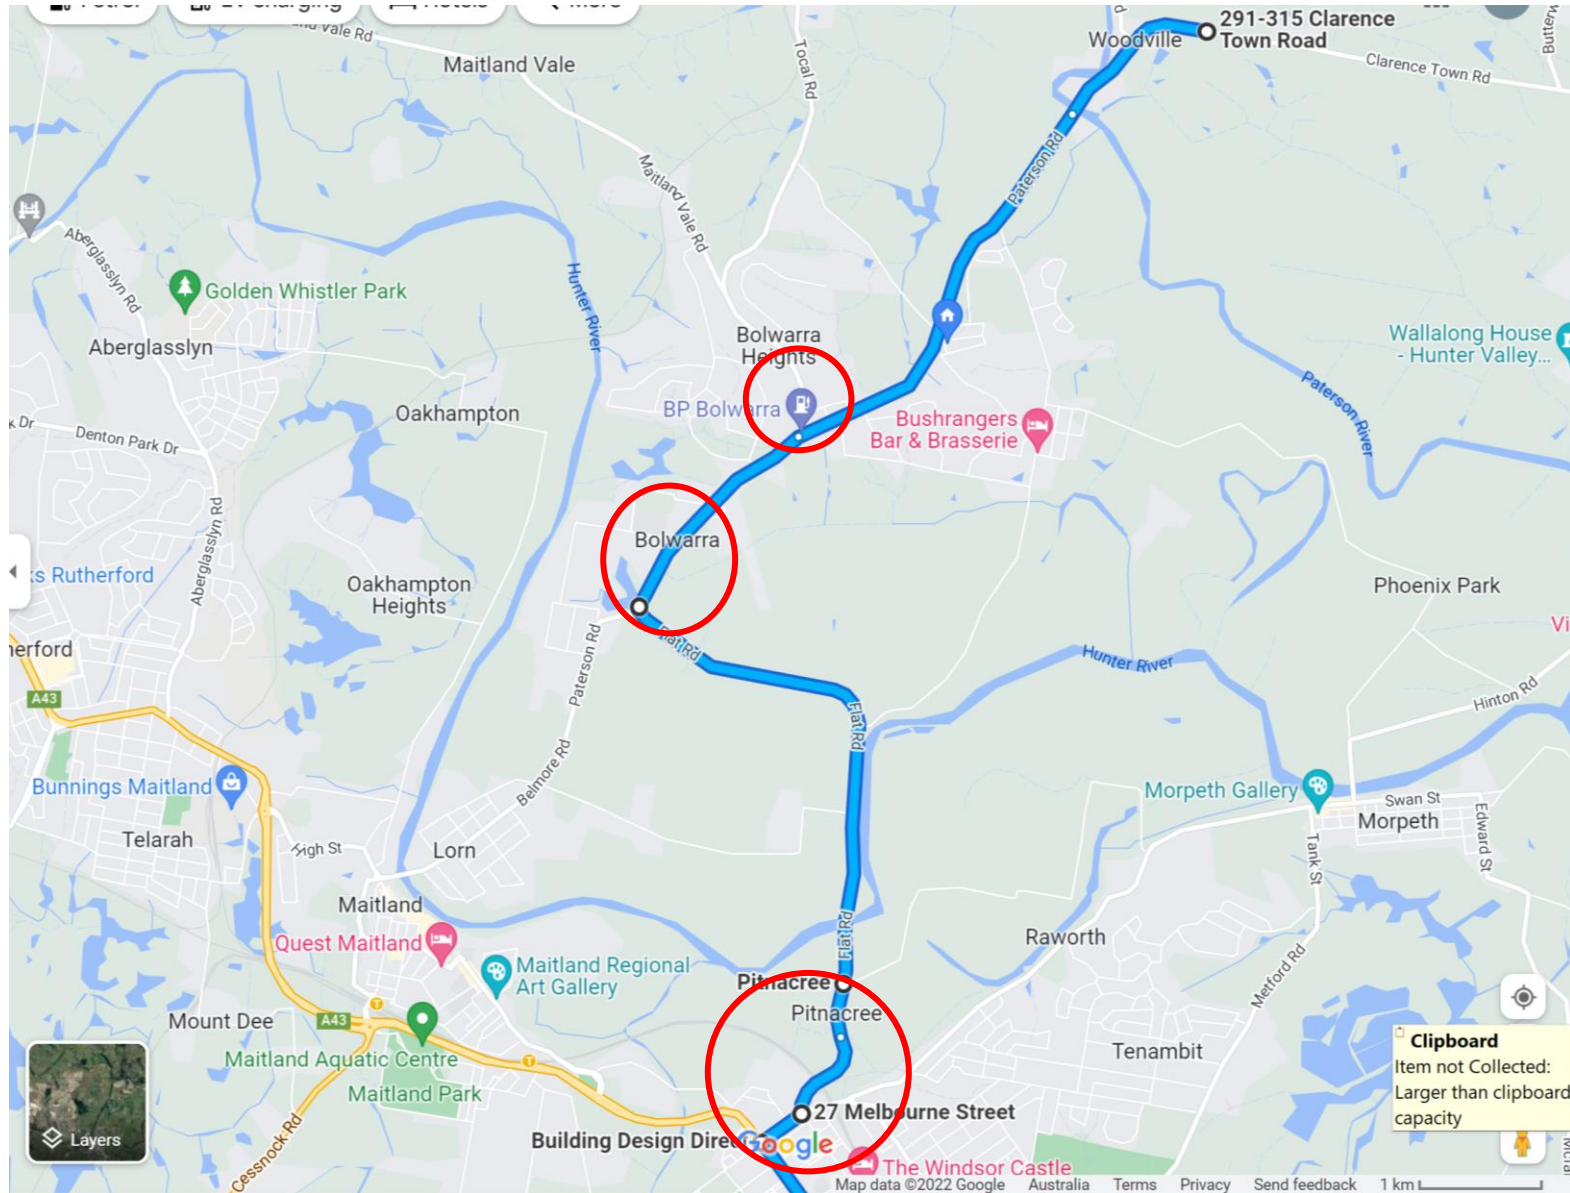 More
Maitland Vale
Tocal Rd
Woodville
291-315 Clarence
Town Road
Clarence Town Rd
Paterson Rd
Maitland Vale Rd
Aberglasslyn Rd
Golden Whistler Park
Hunter River
Aberglasslyn
Bolwarra
Heights
Wallalong House
- Hunter Valley...
Oakhampton
BP Bolwarra
Bushrangers
Bar & Brasserie
Paterson River
Denton Park Dr
Aberglasslyn Rd
Bolwarra
Rutherford
Oakhampton
Heights
Phoenix Park
Flat Rd
Paterson Rd
Hunter River
Hinton Rd
A43
Flat Rd
Belmore Rd
Bunnings Maitland
Morpeth Gallery
Swan St
Morpeth
Edward St
Telarah
High St
Lorn
Tank St
Maitland
Flat Rd
Raworth
Quest Maitland
Maitland Regional
Art Gallery
Metford Rd
Pitnacree
Pitnacree
Mount Dee
A43
Maitland Aquatic Centre
Maitland Park
Tenambit
Clipboard
Item not Collected:
Larger than clipboard
capacity
27 Melbourne Street
Building Design
Google
Layers
Cessnock Rd
The Windsor Castle
Map data ©2022 Google Australia Terms Privacy Send feedback 1 km